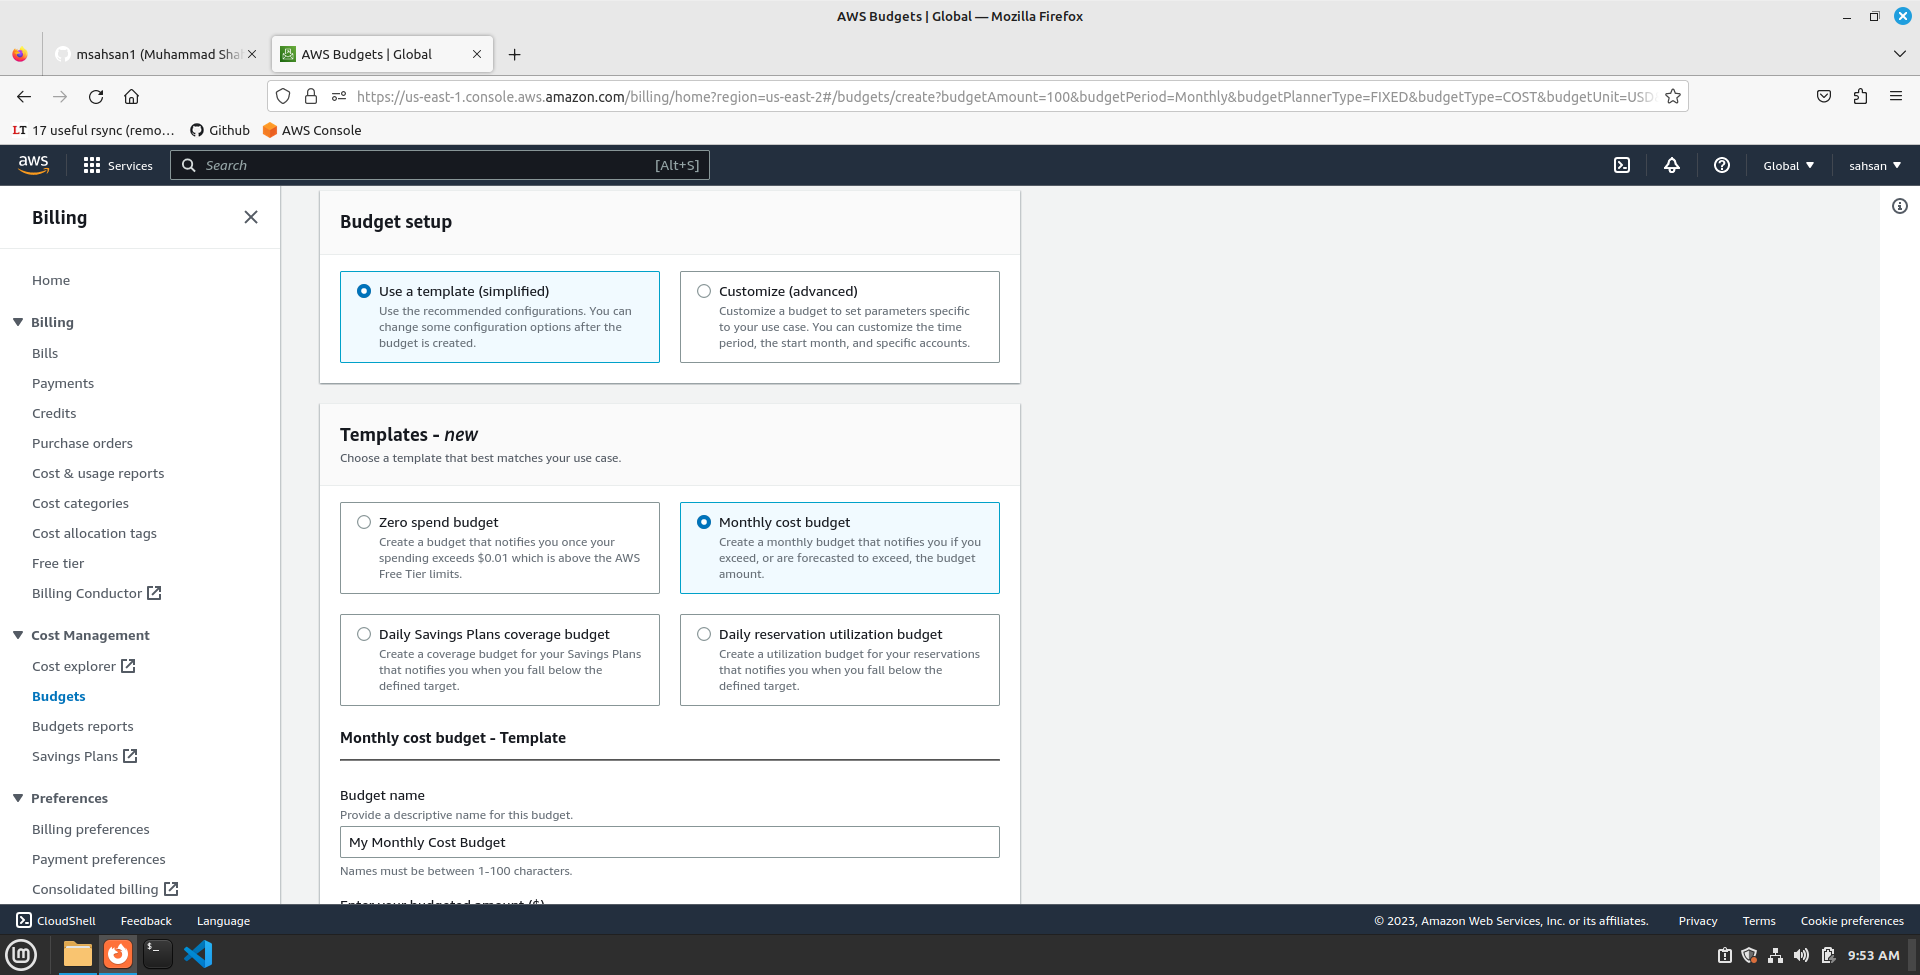 AWS Budgets | Global — Mozilla Firefox
msahsan1 (Muhammad Sha
AWS Budgets | Global
https://us-east-1.console.aws.amazon.com/billing/home?region=us-east-2#/budgets/create?budgetAmount=100&budgetPeriod=Monthly&budgetPlannerType=FIXED&budgetType=COST&budgetUnit=USD
LT 17 useful rsync (remo…
Github
AWS Console
aws
Services
Search
[Alt+S]
Global
sahsan
Billing
Home
Billing
Bills
Payments
Credits
Purchase orders
Cost & usage reports
Cost categories
Cost allocation tags
Free tier
Billing Conductor
Cost Management
Cost explorer
Budgets
Budgets reports
Savings Plans
Preferences
Billing preferences
Payment preferences
Consolidated billing
Budget setup
Use a template (simplified)
Use the recommended configurations. You can
change some configuration options after the
budget is created.
Customize (advanced)
Customize a budget to set parameters specific
to your use case. You can customize the time
period, the start month, and specific accounts.
Templates - new
Choose a template that best matches your use case.
Zero spend budget
Create a budget that notifies you once your
spending exceeds $0.01 which is above the AWS
Free Tier limits.
Monthly cost budget
Create a monthly budget that notifies you if you
exceed, or are forecasted to exceed, the budget
amount.
Daily Savings Plans coverage budget
Create a coverage budget for your Savings Plans
that notifies you when you fall below the
defined target.
Daily reservation utilization budget
Create a utilization budget for your reservations
that notifies you when you fall below the
defined target.
Monthly cost budget - Template
Budget name
Provide a descriptive name for this budget.
My Monthly Cost Budget
Names must be between 1-100 characters.
Enter your budgeted amount ($)
CloudShell
Feedback
Language
© 2023, Amazon Web Services, Inc. or its affiliates.
Privacy
Terms
Cookie preferences
9:53 AM